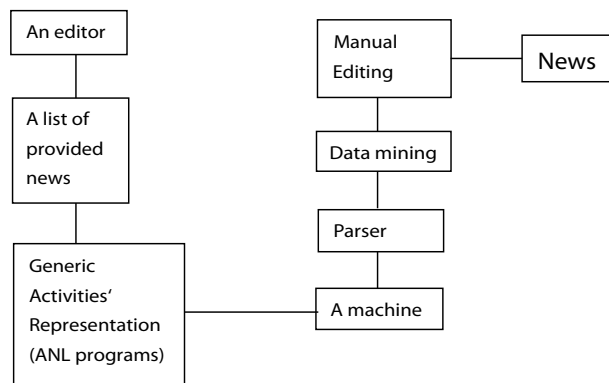 An editor
A list of
provided
news
Generic
Activities‘
Representation
(ANL programs)
A machine
Parser
Data mining
Manual
Editing
News